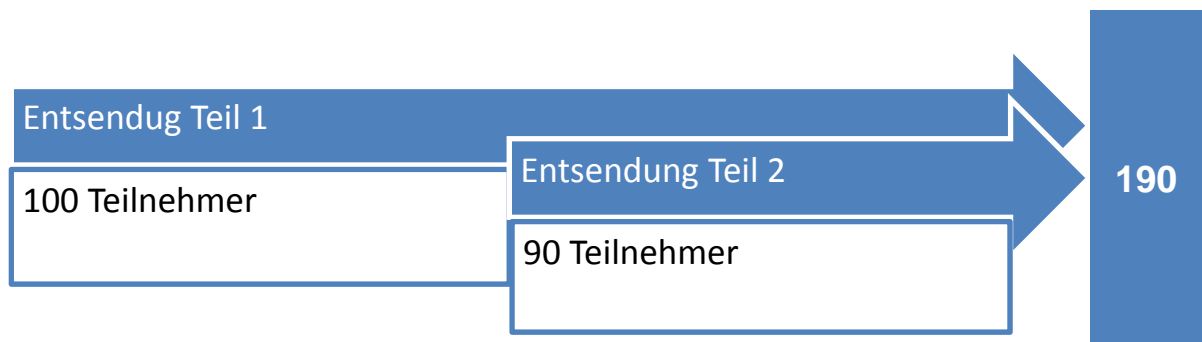 Entsendug Teil 1
100 Teilnehmer
Entsendung Teil 2
90 Teilnehmer
190